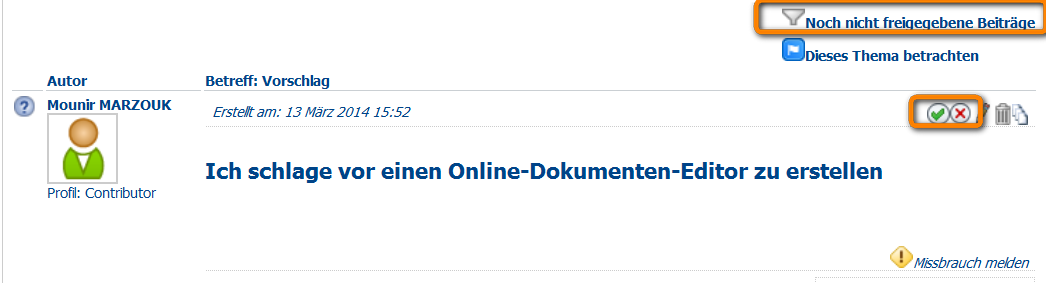 Noch nicht freigegebene Beiträge
Dieses Thema betrachten
Autor Betreff: Vorschlag
Mounir MARZOUK Erstellt am: 13 März 2014 15:52
Ich schlage vor einen Online-Dokumenten-Editor zu erstellen
Profil: Contributor
Missbrauch melden